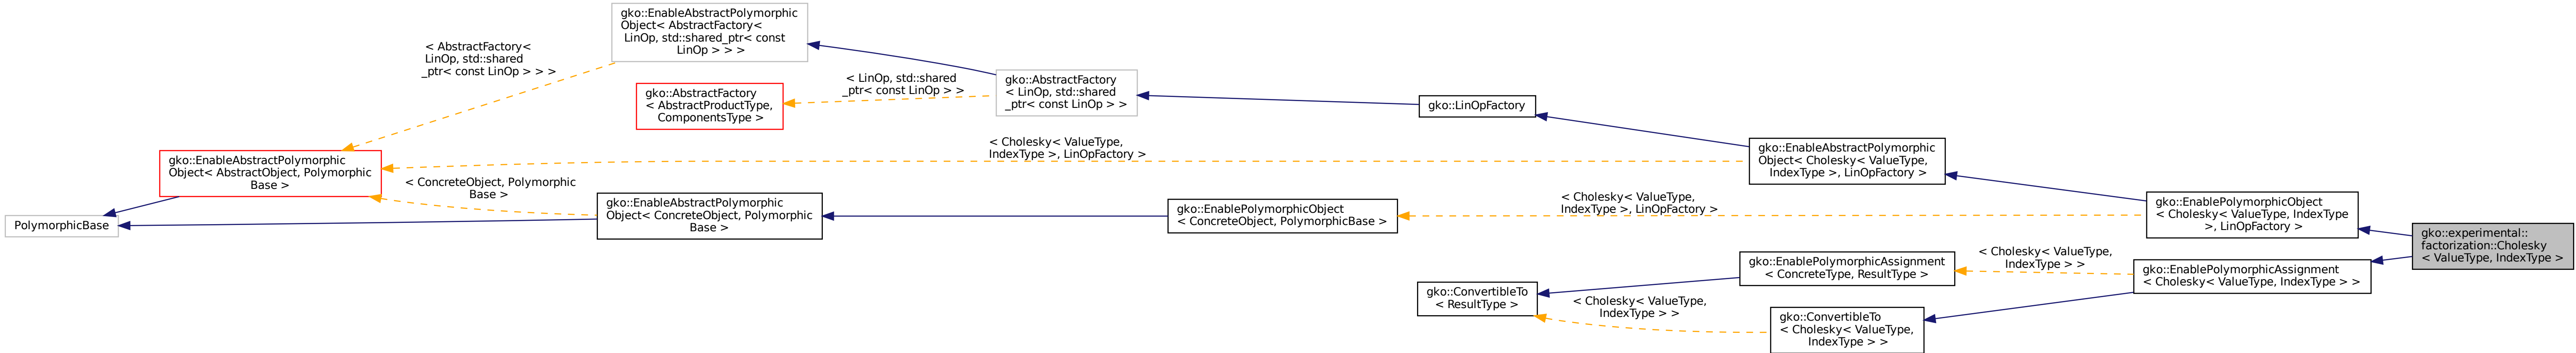 gko::EnableAbstractPolymorphic
Object< AbstractFactory<
LinOp, std::shared_ptr< const
LinOp > > >
< AbstractFactory<
LinOp, std::shared
_ptr< const LinOp > > >
gko::AbstractFactory
< AbstractProductType,
ComponentsType >
< LinOp, std::shared
_ptr< const LinOp > >
gko::AbstractFactory
< LinOp, std::shared
_ptr< const LinOp > >
gko::LinOpFactory
gko::EnableAbstractPolymorphic
Object< AbstractObject, Polymorphic
Base >
< Cholesky< ValueType,
IndexType >, LinOpFactory >
gko::EnableAbstractPolymorphic
Object< Cholesky< ValueType,
IndexType >, LinOpFactory >
< ConcreteObject, Polymorphic
Base >
PolymorphicBase
gko::EnableAbstractPolymorphic
Object< ConcreteObject, Polymorphic
Base >
gko::EnablePolymorphicObject
< ConcreteObject, PolymorphicBase >
< Cholesky< ValueType,
IndexType >, LinOpFactory >
gko::EnablePolymorphicObject
< Cholesky< ValueType, IndexType
>, LinOpFactory >
gko::experimental::
factorization::Cholesky
< ValueType, IndexType >
gko::EnablePolymorphicAssignment
< ConcreteType, ResultType >
< Cholesky< ValueType,
IndexType > >
gko::EnablePolymorphicAssignment
< Cholesky< ValueType, IndexType > >
gko::ConvertibleTo
< ResultType >
< Cholesky< ValueType,
IndexType > >
gko::ConvertibleTo
< Cholesky< ValueType,
IndexType > >